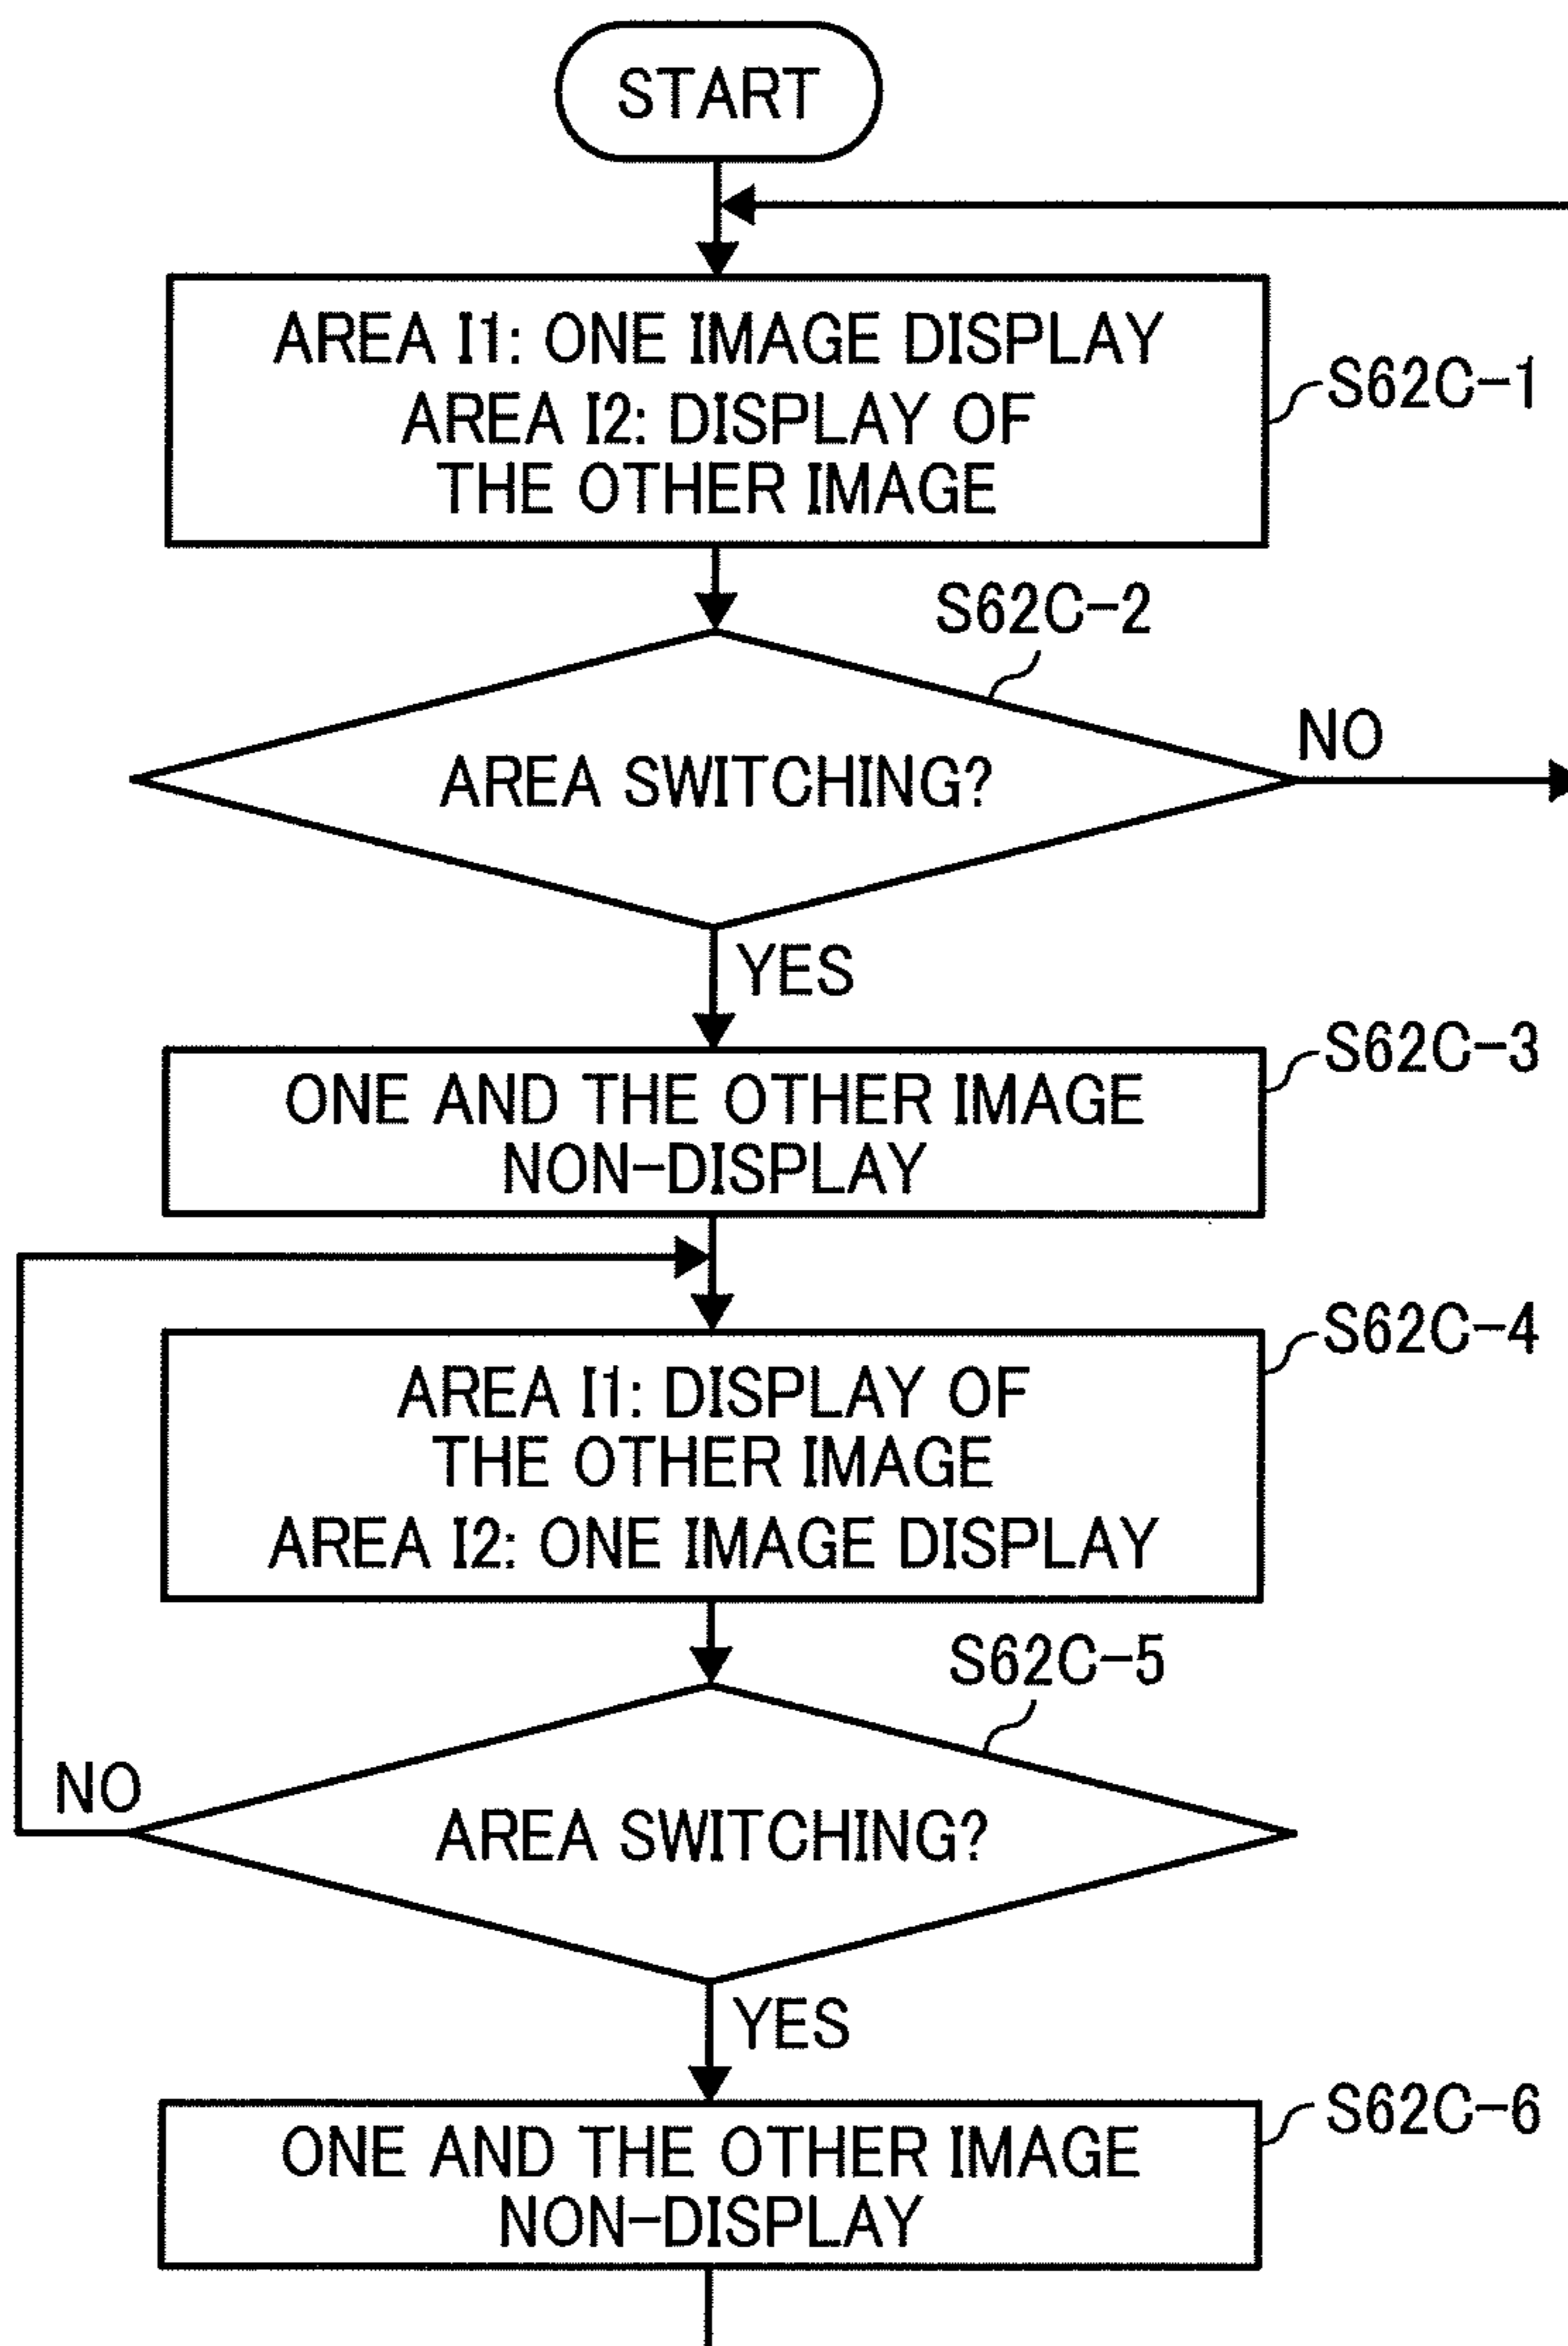 START
AREA I1: ONE IMAGE DISPLAY
AREA I2: DISPLAY OF
THE OTHER IMAGE
S62C-1
S62C-2
AREA SWITCHING?
NO
YES
S62C-3
ONE AND THE OTHER IMAGE
NON-DISPLAY
S62C-4
AREA I1: DISPLAY OF
THE OTHER IMAGE
AREA I2: ONE IMAGE DISPLAY
S62C-5
NO
AREA SWITCHING?
YES
S62C-6
ONE AND THE OTHER IMAGE
NON-DISPLAY